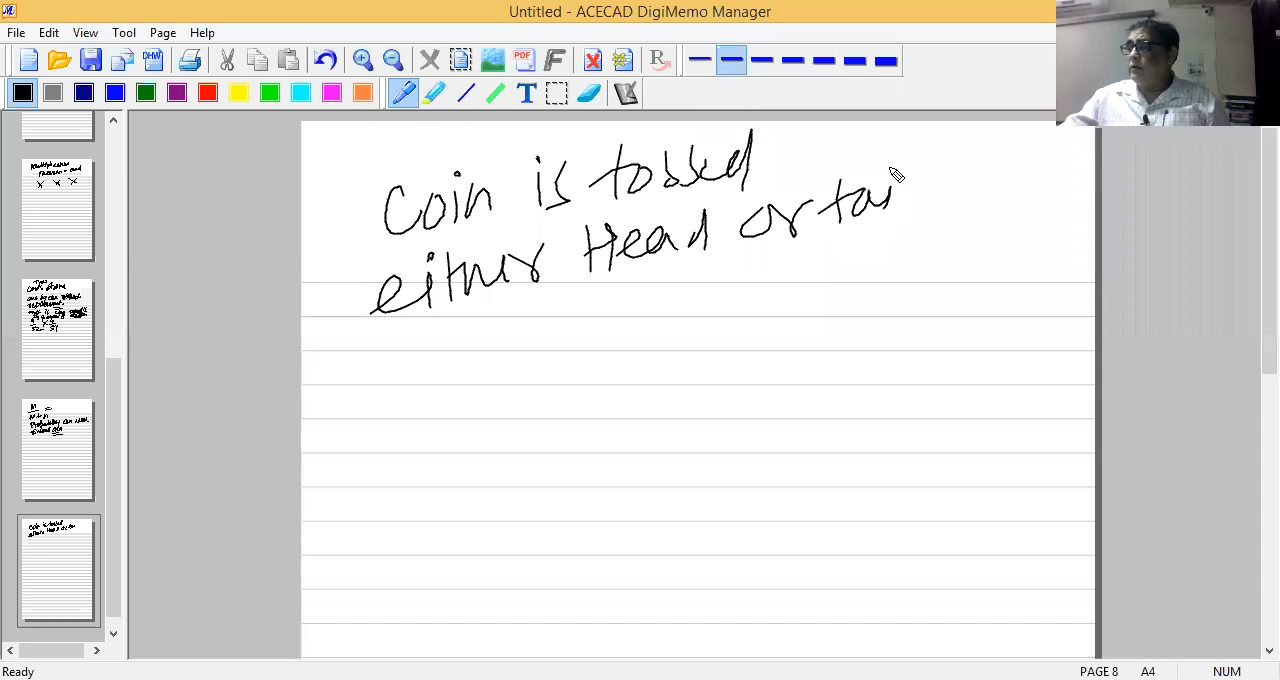 Untitled - ACECAD DigiMemo Manager
File Edit View Tool Page Help
Coin is tossed
either Head or tai
Ready
PAGE 8 A4 NUM